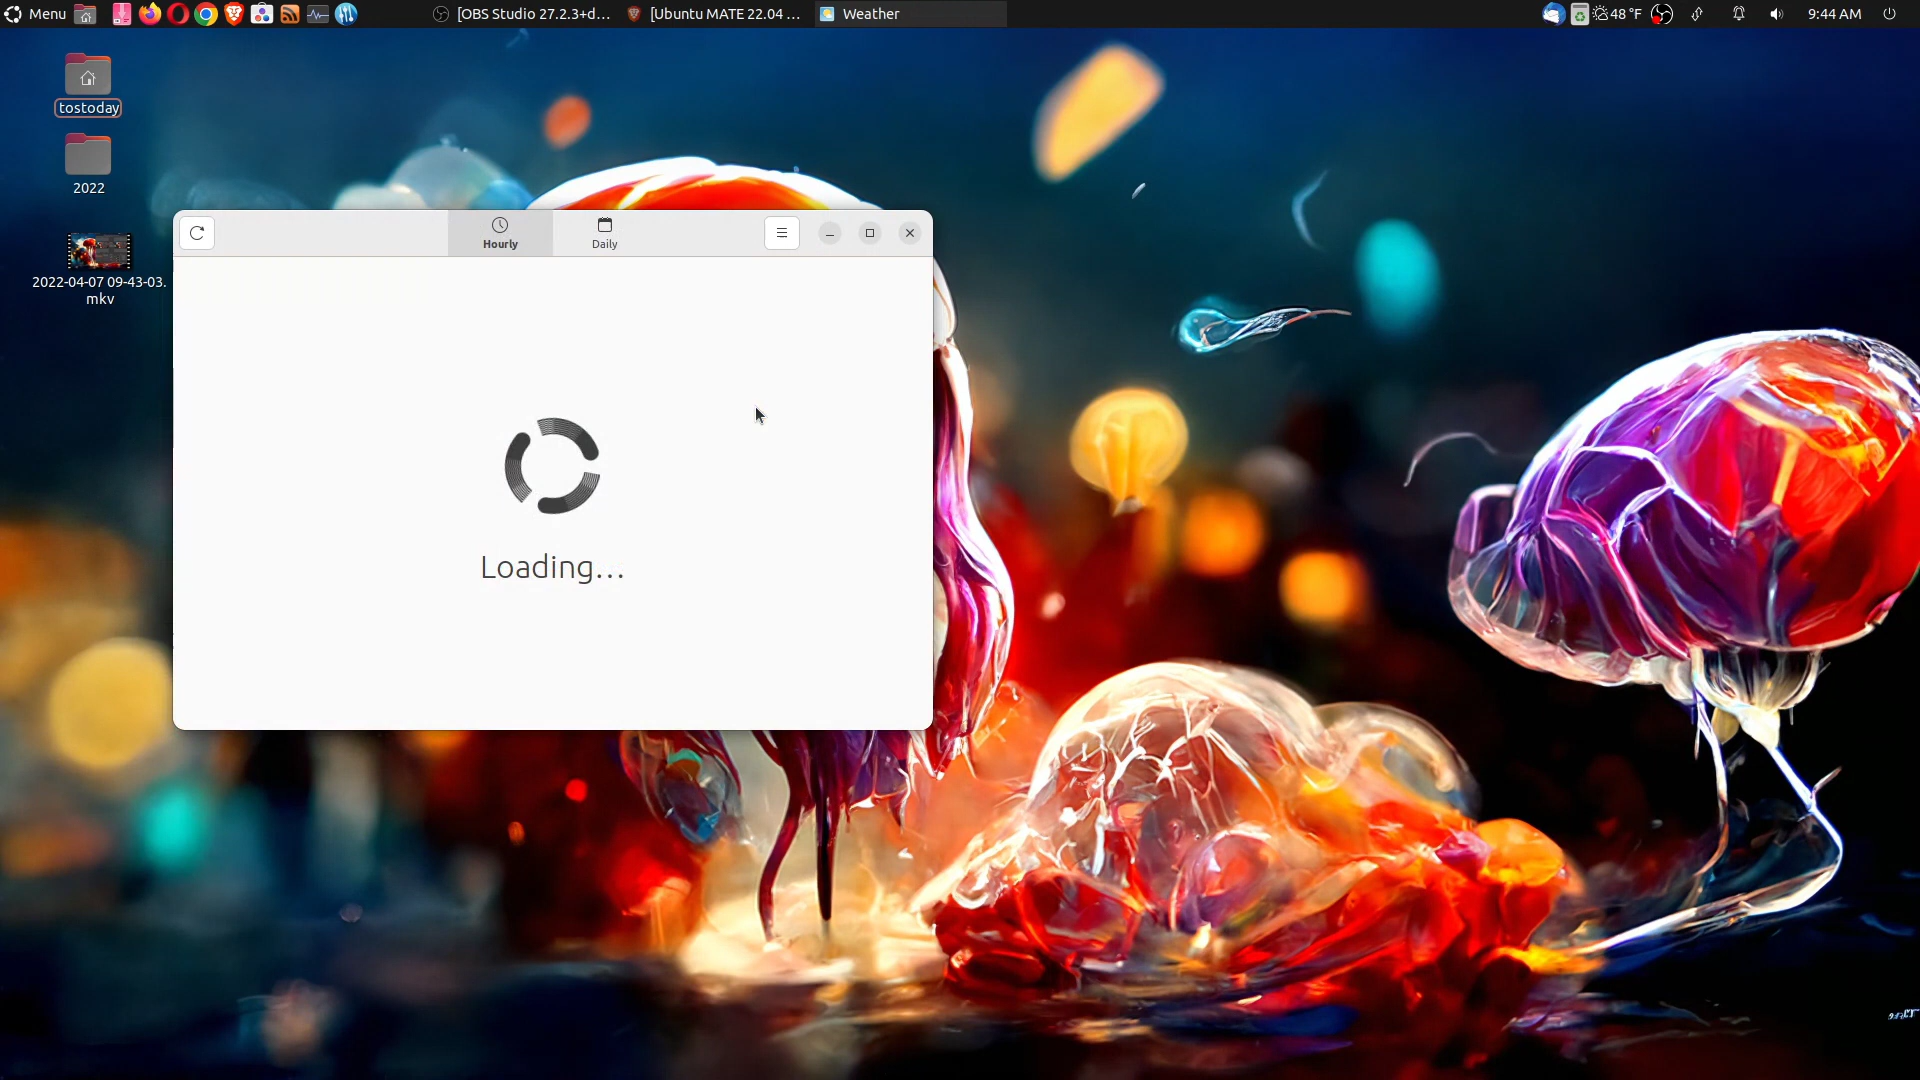 Menu [OBS Studio 27.2.3+d... [Ubuntu MATE 22.04 ... Weather 48 °F 9:44 AM
tostoday
2022
2022-04-07 09-43-03.
mkv
Hourly Daily
Loading...